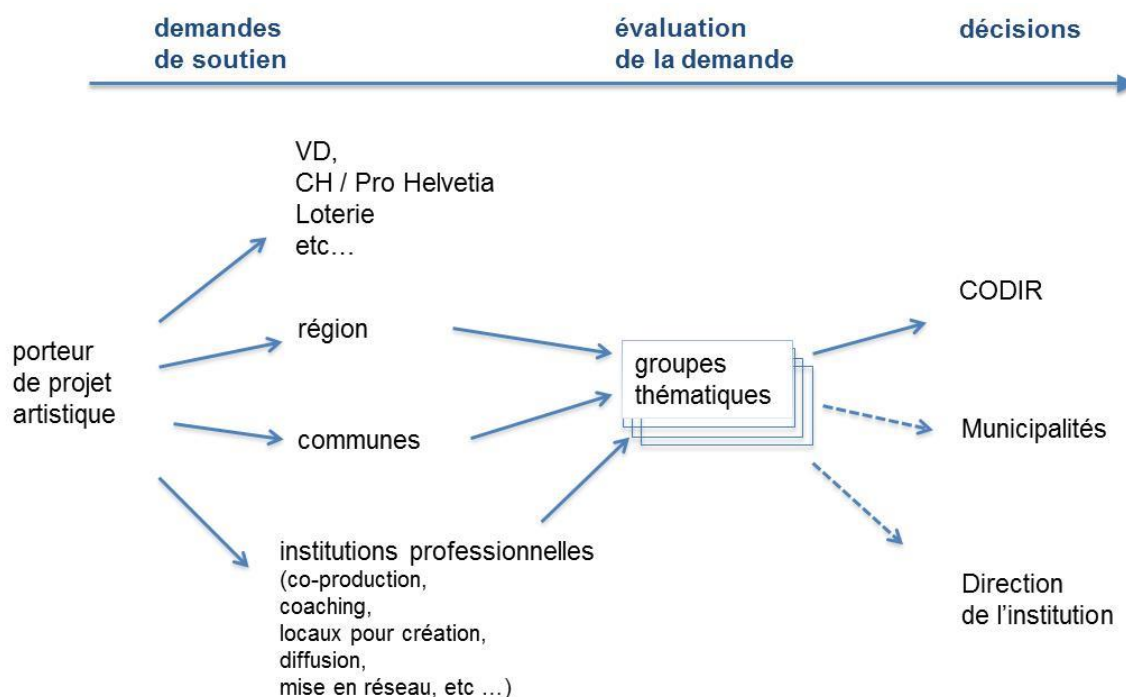 demandes
de soutien
évaluation
de la demande
décisions
VD,
CH / Pro Helvetia
Loterie
etc…
porteur
de projet
artistique
région
communes
institutions professionnelles
(co-production,
coaching,
locaux pour création,
diffusion,
mise en réseau, etc …)
groupes
thématiques
CODIR
Municipalités
Direction
de l'institution